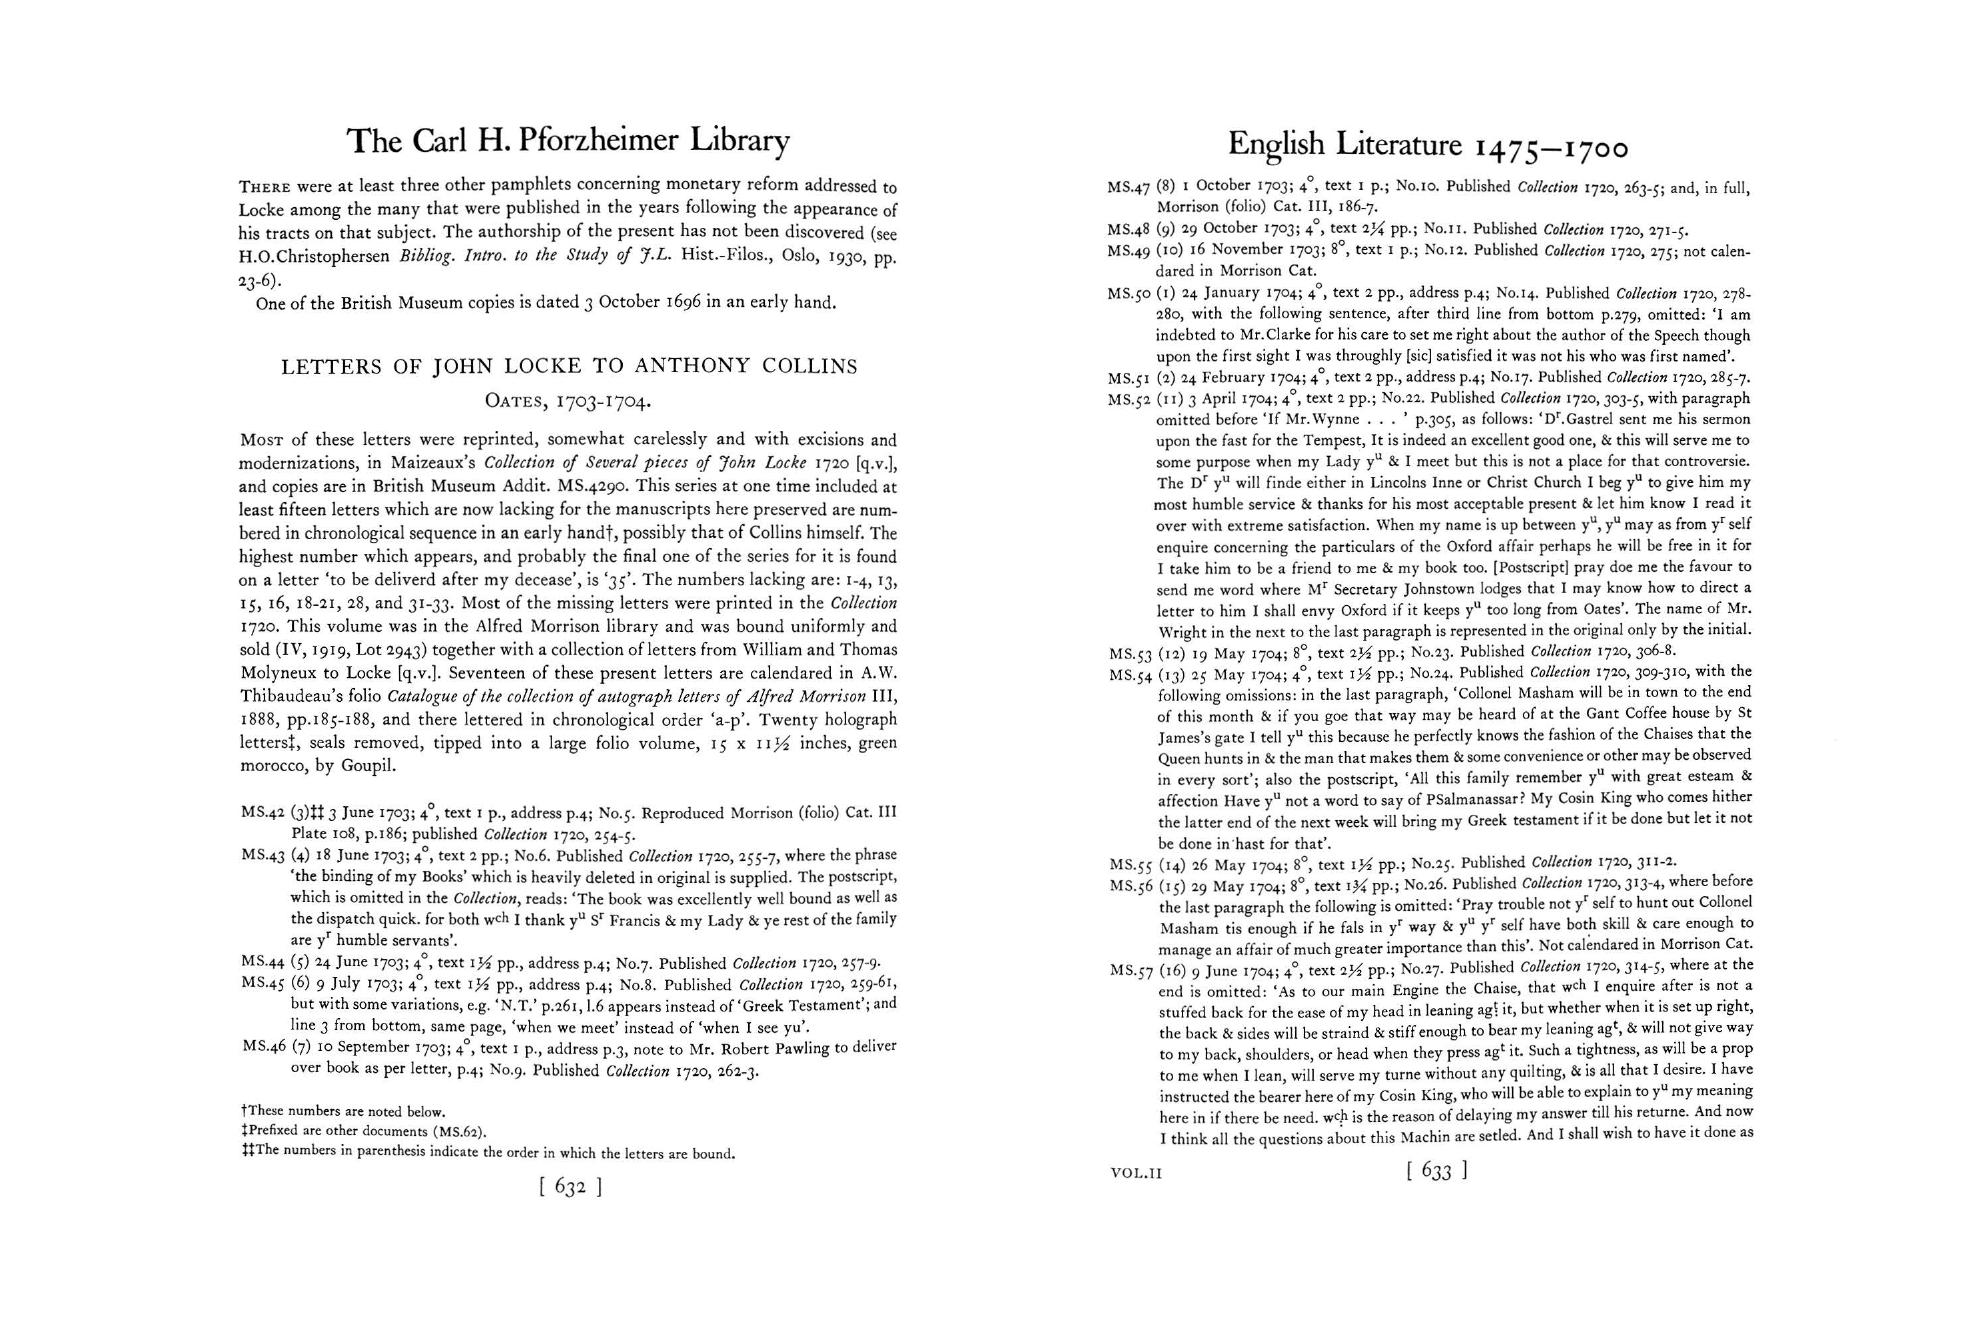 The Carl H. Pforzheimer Library
THERE were at least three other pamphlets concerning monetary reform addressed to
Locke among the many that were published in the years following the appearance of
his tracts on that subject. The authorship of the present has not been discovered (see
H.O.Christophersen Bibliog. Intro. to the Study of J.L. Hist.-Filos., Oslo, 1930, pp.
23-6).
One of the British Museum copies is dated 3 October 1696 in an early hand.
LETTERS OF JOHN LOCKE TO ANTHONY COLLINS
OATES, 1703-1704.
MOST of these letters were reprinted, somewhat carelessly and with excisions and
modernizations, in Maizeaux's Collection of Several pieces of John Locke 1720 [q.v.],
and copies are in British Museum Addit. MS.4290. This series at one time included at
least fifteen letters which are now lacking for the manuscripts here preserved are num-
bered in chronological sequence in an early hand†, possibly that of Collins himself. The
highest number which appears, and probably the final one of the series for it is found
on a letter 'to be deliverd after my decease', is '35'. The numbers lacking are: 1-4, 13,
15, 16, 18-21, 28, and 31-33. Most of the missing letters were printed in the Collection
1720. This volume was in the Alfred Morrison library and was bound uniformly and
sold (IV, 1919, Lot 2943) together with a collection of letters from William and Thomas
Molyneux to Locke [q.v.]. Seventeen of these present letters are calendared in A.W.
Thibaudeau's folio Catalogue of the collection of autograph letters of Alfred Morrison III,
1888, pp.185-188, and there lettered in chronological order 'a-p'. Twenty holograph
letters‡, seals removed, tipped into a large folio volume, 15 x 11½ inches, green
morocco, by Goupil.
MS.42 (3)‡‡ 3 June 1703; 4°, text 1 p., address p.4; No.5. Reproduced Morrison (folio) Cat. III
Plate 108, p.186; published Collection 1720, 254-5.
MS.43 (4) 18 June 1703; 4°, text 2 pp.; No.6. Published Collection 1720, 255-7, where the phrase
'the binding of my Books' which is heavily deleted in original is supplied. The postscript,
which is omitted in the Collection, reads: 'The book was excellently well bound as well as
the dispatch quick. for both wch I thank yu Sr Francis & my Lady & ye rest of the family
are yr humble servants'.
MS.44 (5) 24 June 1703; 4°, text 1½ pp., address p.4; No.7. Published Collection 1720, 257-9.
MS.45 (6) 9 July 1703; 4°, text 1½ pp., address p.4; No.8. Published Collection 1720, 259-61,
but with some variations, e.g. 'N.T.' p.261, l.6 appears instead of 'Greek Testament'; and
line 3 from bottom, same page, 'when we meet' instead of 'when I see yu'.
MS.46 (7) 10 September 1703; 4°, text 1 p., address p.3, note to Mr. Robert Pawling to deliver
over book as per letter, p.4; No.9. Published Collection 1720, 262-3.
†These numbers are noted below.
‡Prefixed are other documents (MS.62).
‡‡The numbers in parenthesis indicate the order in which the letters are bound.
[ 632 ]
English Literature 1475–1700
MS.47 (8) 1 October 1703; 4°, text 1 p.; No.10. Published Collection 1720, 263-5; and, in full,
Morrison (folio) Cat. III, 186-7.
MS.48 (9) 29 October 1703; 4°, text 2¼ pp.; No.11. Published Collection 1720, 271-5.
MS.49 (10) 16 November 1703; 8°, text 1 p.; No.12. Published Collection 1720, 275; not calen-
dared in Morrison Cat.
MS.50 (1) 24 January 1704; 4°, text 2 pp., address p.4; No.14. Published Collection 1720, 278-
280, with the following sentence, after third line from bottom p.279, omitted: 'I am
indebted to Mr.Clarke for his care to set me right about the author of the Speech though
upon the first sight I was throughly [sic] satisfied it was not his who was first named'.
MS.51 (2) 24 February 1704; 4°, text 2 pp., address p.4; No.17. Published Collection 1720, 285-7.
MS.52 (11) 3 April 1704; 4°, text 2 pp.; No.22. Published Collection 1720, 303-5, with paragraph
omitted before 'If Mr.Wynne . . . ' p.305, as follows: 'Dr.Gastrel sent me his sermon
upon the fast for the Tempest, It is indeed an excellent good one, & this will serve me to
some purpose when my Lady yu & I meet but this is not a place for that controversie.
The Dr yu will finde either in Lincolns Inne or Christ Church I beg yu to give him my
most humble service & thanks for his most acceptable present & let him know I read it
over with extreme satisfaction. When my name is up between yu, yu may as from yr self
enquire concerning the particulars of the Oxford affair perhaps he will be free in it for
I take him to be a friend to me & my book too. [Postscript] pray doe me the favour to
send me word where Mr Secretary Johnstown lodges that I may know how to direct a
letter to him I shall envy Oxford if it keeps yu too long from Oates'. The name of Mr.
Wright in the next to the last paragraph is represented in the original only by the initial.
MS.53 (12) 19 May 1704; 8°, text 2½ pp.; No.23. Published Collection 1720, 306-8.
MS.54 (13) 25 May 1704; 4°, text 1½ pp.; No.24. Published Collection 1720, 309-310, with the
following omissions: in the last paragraph, 'Collonel Masham will be in town to the end
of this month & if you goe that way may be heard of at the Gant Coffee house by St
James's gate I tell yu this because he perfectly knows the fashion of the Chaises that the
Queen hunts in & the man that makes them & some convenience or other may be observed
in every sort'; also the postscript, 'All this family remember yu with great esteam &
affection Have yu not a word to say of PSalmanassar? My Cosin King who comes hither
the latter end of the next week will bring my Greek testament if it be done but let it not
be done in hast for that'.
MS.55 (14) 26 May 1704; 8°, text 1½ pp.; No.25. Published Collection 1720, 311-2.
MS.56 (15) 29 May 1704; 8°, text 1¾ pp.; No.26. Published Collection 1720, 313-4, where before
the last paragraph the following is omitted: 'Pray trouble not yr self to hunt out Collonel
Masham tis enough if he fals in yr way & yu yr self have both skill & care enough to
manage an affair of much greater importance than this'. Not calendared in Morrison Cat.
MS.57 (16) 9 June 1704; 4°, text 2½ pp.; No.27. Published Collection 1720, 314-5, where at the
end is omitted: 'As to our main Engine the Chaise, that wch I enquire after is not a
stuffed back for the ease of my head in leaning agt it, but whether when it is set up right,
the back & sides will be straind & stiff enough to bear my leaning agt, & will not give way
to my back, shoulders, or head when they press agt it. Such a tightness, as will be a prop
to me when I lean, will serve my turne without any quilting, & is all that I desire. I have
instructed the bearer here of my Cosin King, who will be able to explain to yu my meaning
here in if there be need. wch is the reason of delaying my answer till his returne. And now
I think all the questions about this Machin are setled. And I shall wish to have it done as
VOL.II
[ 633 ]